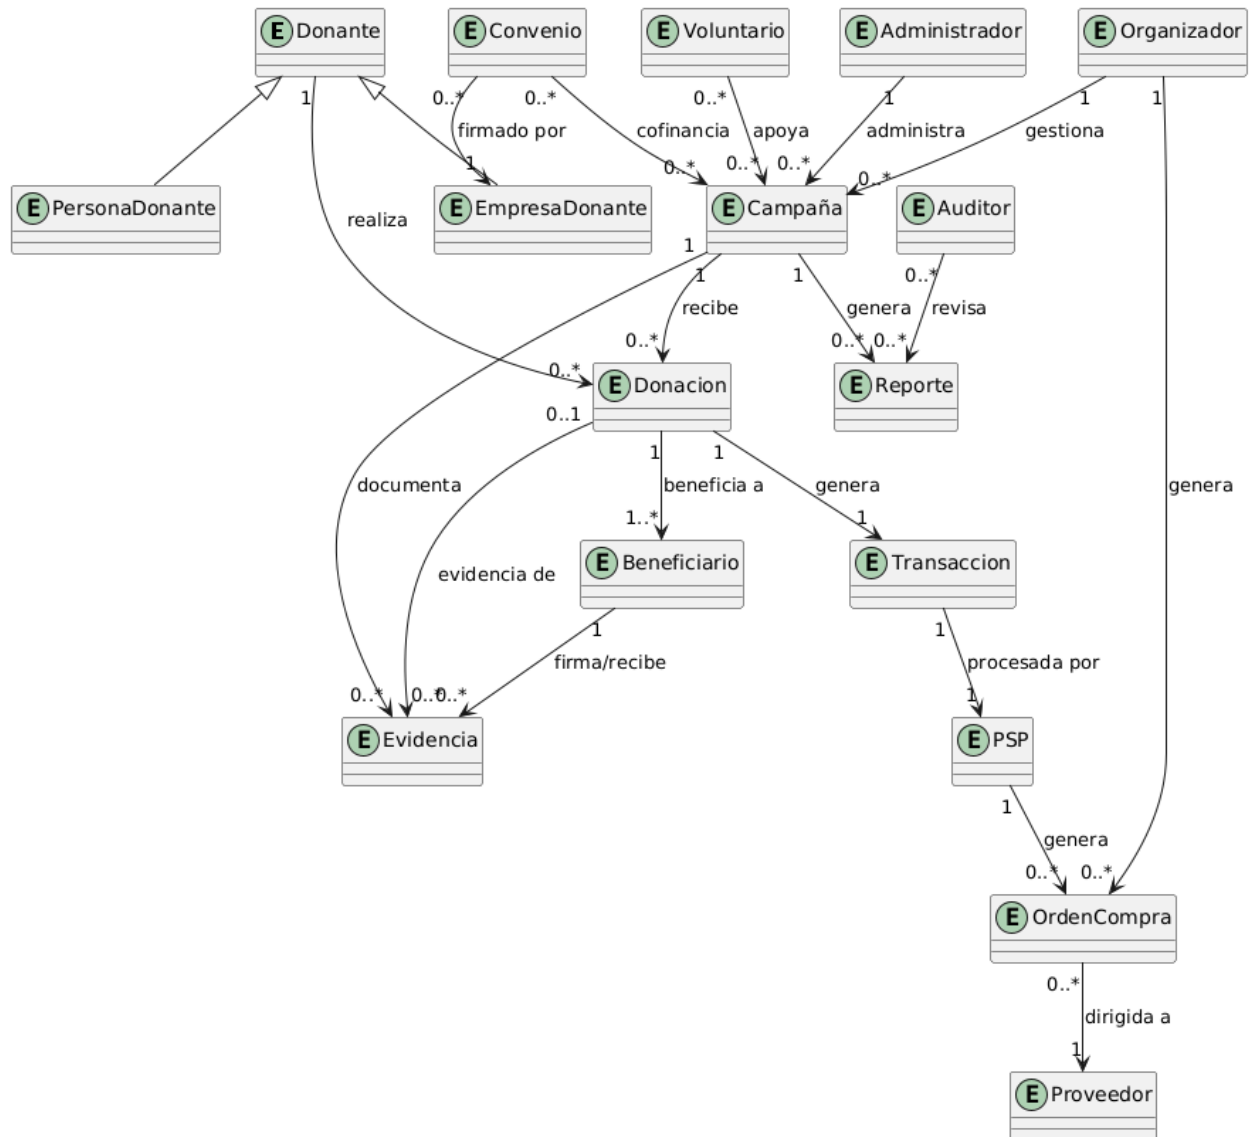 E Donante
E Convenio
E Voluntario
E Administrador
E Organizador
1
0..*
0..*
0..*
1
1
1
firmado por
cofinancia
apoya
administra
gestiona
1
0..*
0..*
0..*
0..*
E PersonaDonante
E EmpresaDonante
E Campaña
E Auditor
realiza
1
1
1
0..*
recibe
genera
revisa
0..*
0..*
0..*
0..*
E Donacion
E Reporte
0..1
1
1
documenta
beneficia a
genera
genera
1..*
1
E Beneficiario
E Transaccion
evidencia de
1
1
firma/recibe
procesada por
0..*
0..*
0..*
1
E Evidencia
E PSP
1
genera
0..*
0..*
E OrdenCompra
0..*
dirigida a
1
E Proveedor